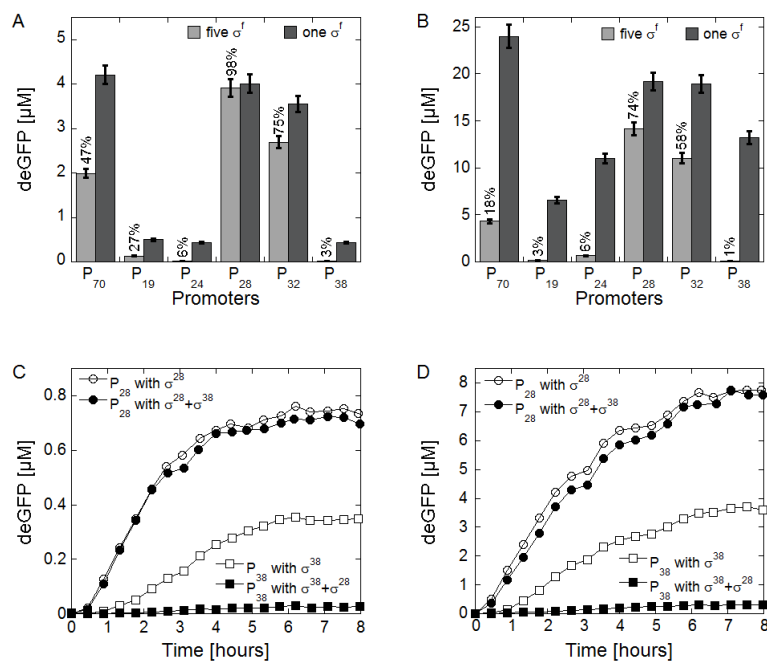 A
five σᶠ one σᶠ
deGFP [µM]
5
4
3
2
1
0
47%
27%
6%
98%
75%
3%
P₇₀ P₁₉ P₂₄ P₂₈ P₃₂ P₃₈
Promoters
B
five σᶠ one σᶠ
deGFP [µM]
25
20
15
10
5
0
18%
3%
6%
74%
58%
1%
P₇₀ P₁₉ P₂₄ P₂₈ P₃₂ P₃₈
Promoters
C
P₂₈ with σ²⁸
P₂₈ with σ²⁸+σ³⁸
deGFP [µM]
0.8
0.6
0.4
0.2
0
P₃₈ with σ³⁸
P₃₈ with σ³⁸+σ²⁸
0 1 2 3 4 5 6 7 8
Time [hours]
D
P₂₈ with σ²⁸
P₂₈ with σ²⁸+σ³⁸
deGFP [µM]
8
7
6
5
4
3
2
1
0
P₃₈ with σ³⁸
P₃₈ with σ³⁸+σ²⁸
0 1 2 3 4 5 6 7 8
Time [hours]